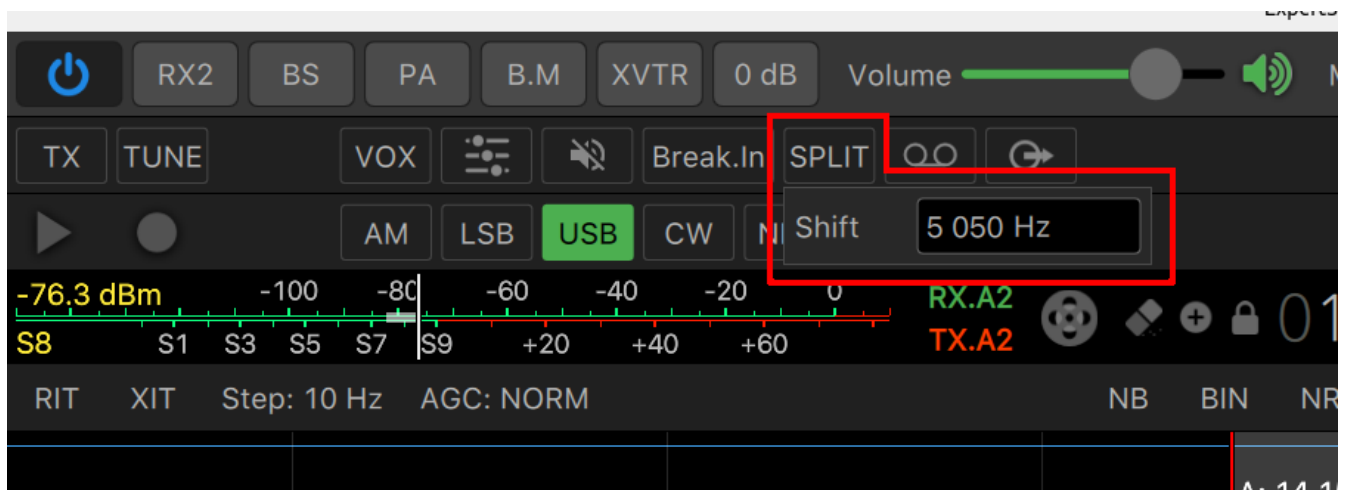 RX2 BS PA B.M XVTR 0 dB Volume
TX TUNE VOX Break.In SPLIT
AM LSB USB CW Shift 5 050 Hz
-76.3 dBm -100 -80 -60 -40 -20 0 RX.A2
S8 S1 S3 S5 S7 S9 +20 +40 +60 TX.A2 01
RIT XIT Step: 10 Hz AGC: NORM NB BIN NR